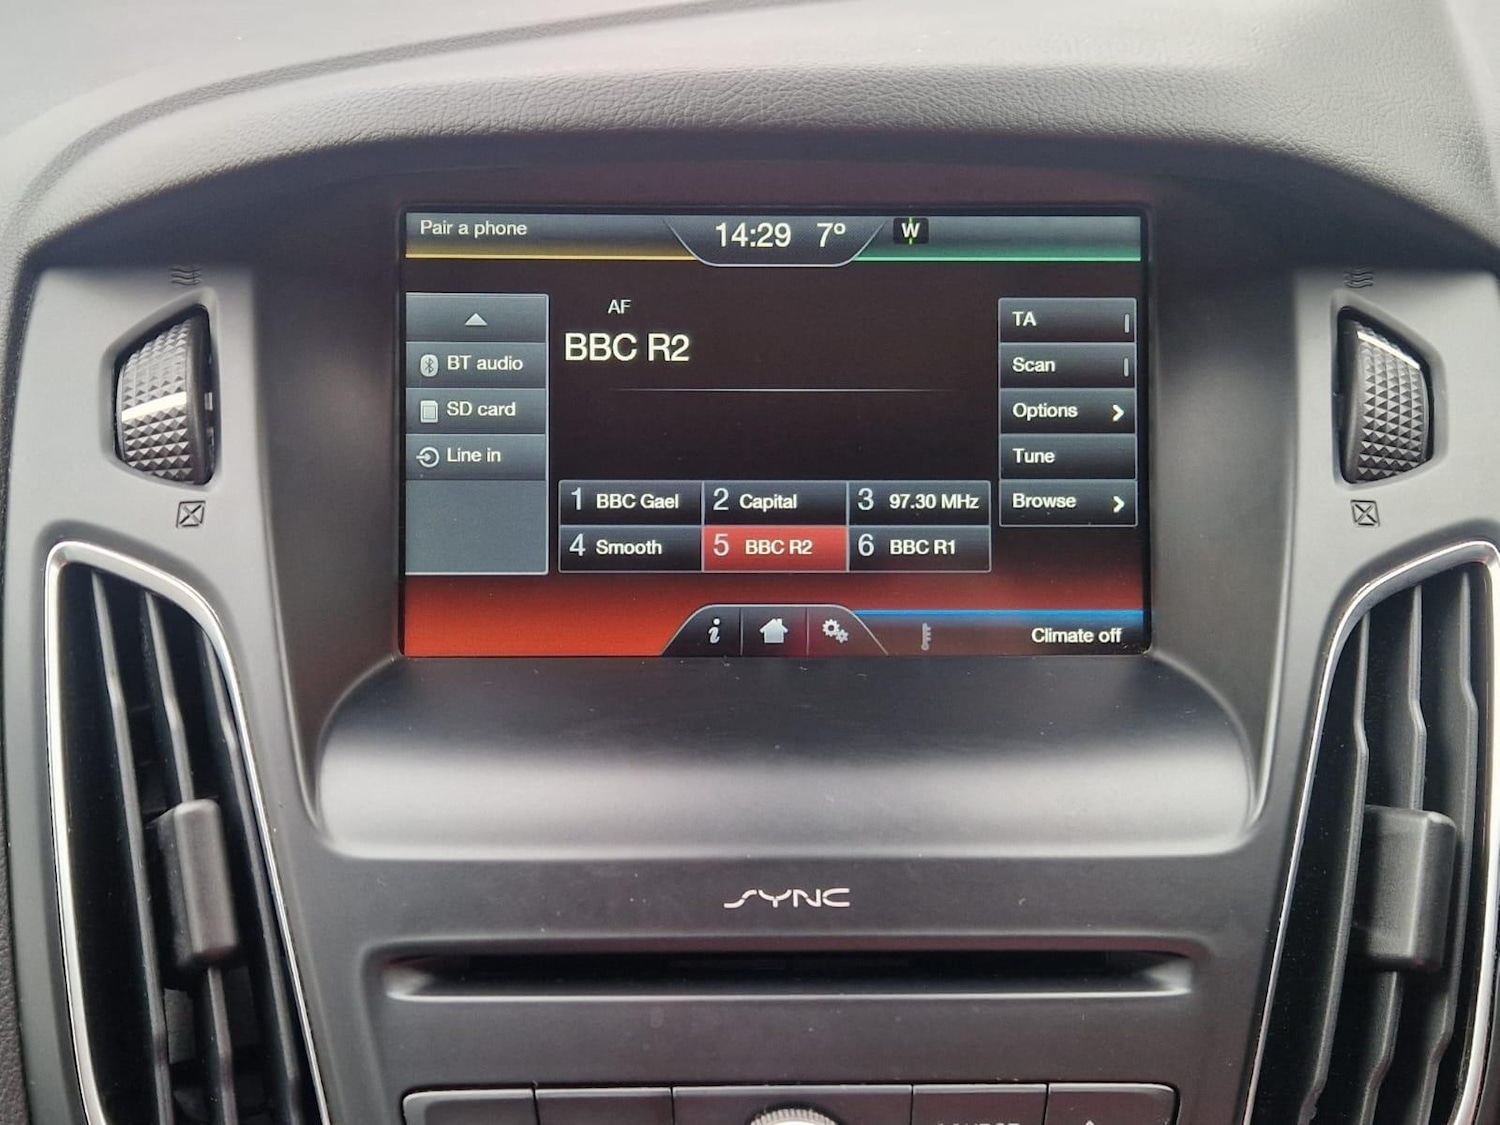 Pair a phone
14:29 7° W
AF
BBC R2
BT audio
SD card
Line in
TA
Scan
Options
Tune
Browse
1 BBC Gael 2 Capital 3 97.30 MHz
4 Smooth 5 BBC R2 6 BBC R1
i
Climate off
SYNC